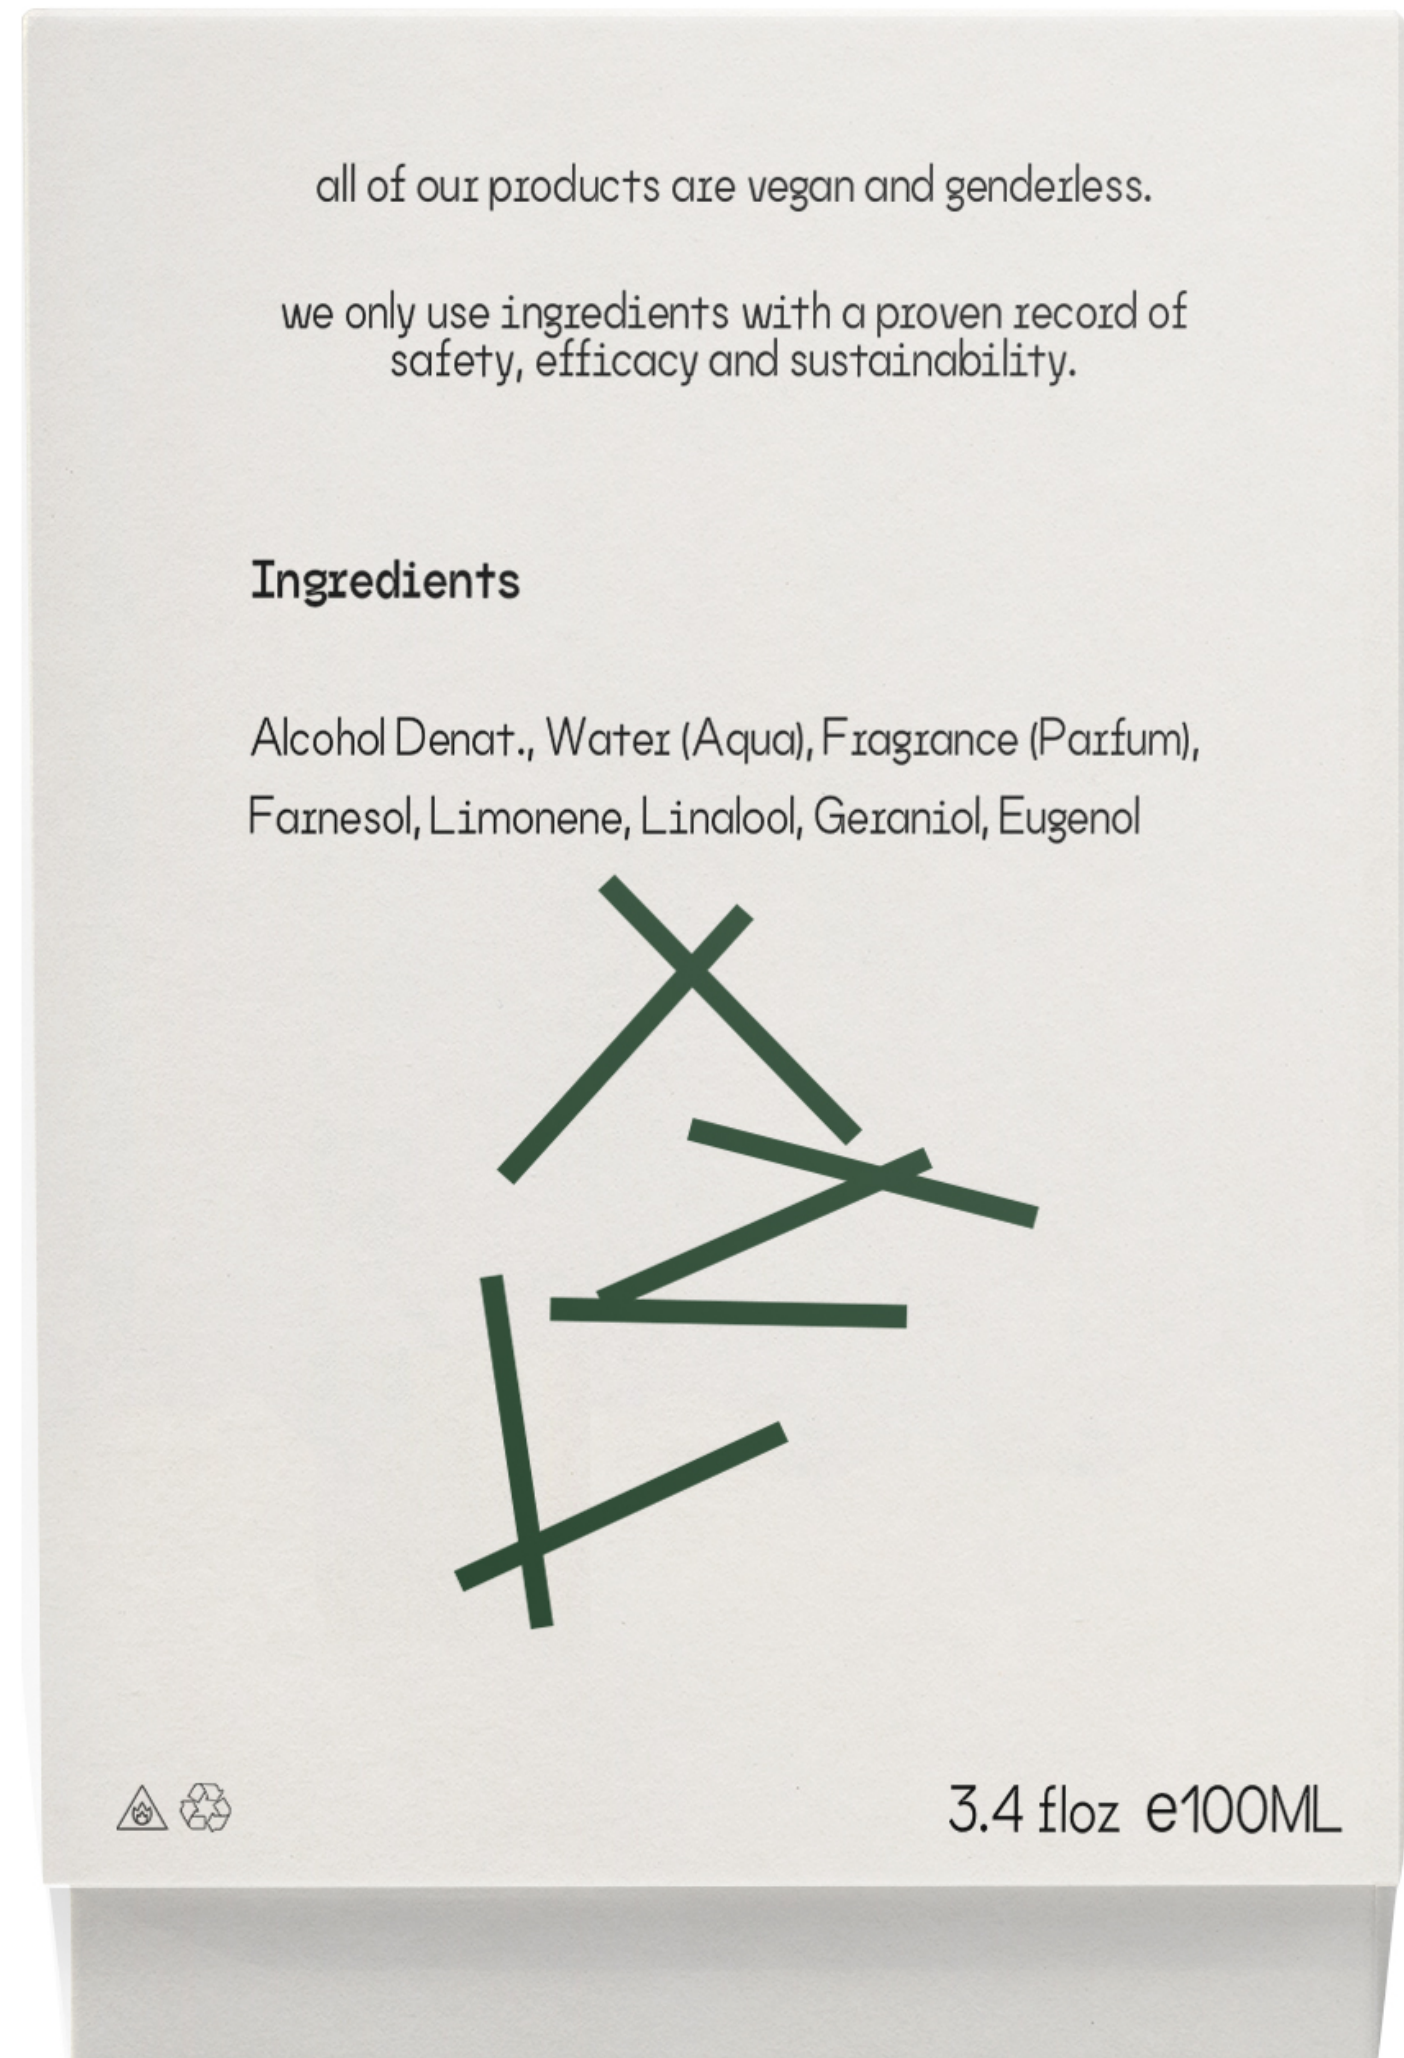 all of our products are vegan and genderless.
we only use ingredients with a proven record of
safety, efficacy and sustainability.
Ingredients
Alcohol Denat., Water (Aqua), Fragrance (Parfum),
Farnesol, Limonene, Linalool, Geraniol, Eugenol
3.4 floz e100ML